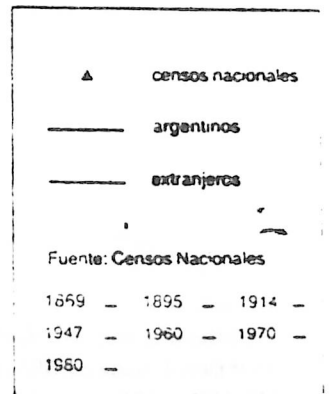 ▲ censos nacionales
argentinos
extranjeros
Fuente: Censos Nacionales
1869 – 1895 – 1914 –
1947 – 1960 – 1970 –
1980 –